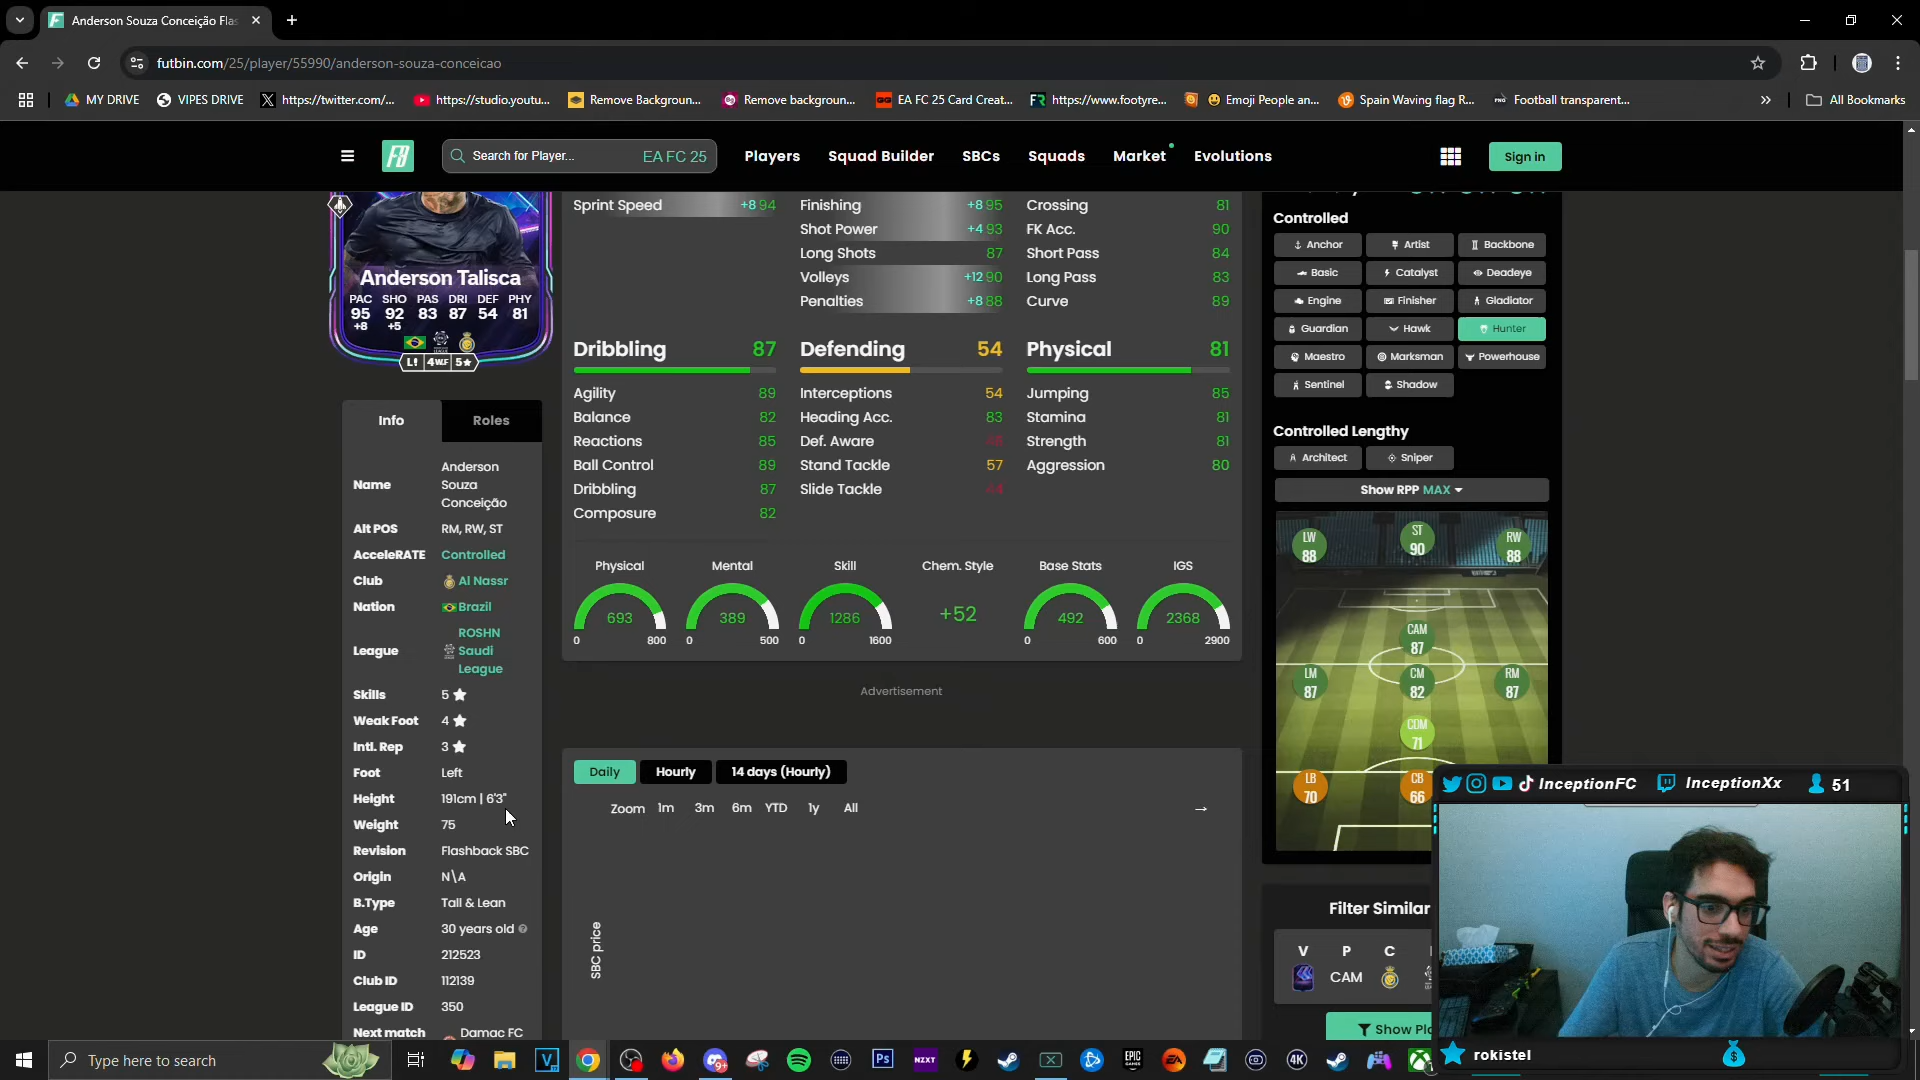 Anderson Souza Conceição Flas
futbin.com/25/player/55990/anderson-souza-conceicao
MY DRIVE
VIPES DRIVE
https://twitter.com/...
https://studio.youtu...
Remove Backgroun...
Remove backgroun...
EA FC 25 Card Creat...
https://www.footyre...
Emoji People an...
Spain Waving flag R...
Football transparent...
All Bookmarks
Search for Player...
EA FC 25
Players
Squad Builder
SBCs
Squads
Market
Evolutions
Sign in
Anderson Talisca
PAC SHO PAS DRI DEF PHY
95 92 83 87 54 81
+8 +5
L! 4WF 5★
Sprint Speed +8 94
Finishing +8 95
Shot Power +4 93
Long Shots 87
Volleys +12 90
Penalties +8 88
Crossing 81
FK Acc. 90
Short Pass 84
Long Pass 83
Curve 89
Dribbling 87
Agility 89
Balance 82
Reactions 85
Ball Control 89
Dribbling 87
Composure 82
Defending 54
Interceptions 54
Heading Acc. 83
Def. Aware
Stand Tackle 57
Slide Tackle 44
Physical 81
Jumping 85
Stamina 81
Strength 81
Aggression 80
Physical
693
0 800
Mental
389
0 500
Skill
1286
0 1600
Chem. Style
+52
Base Stats
492
0 600
IGS
2368
0 2900
Info
Roles
Name Anderson
Souza
Conceição
Alt POS RM, RW, ST
AcceleRATE Controlled
Club Al Nassr
Nation Brazil
League ROSHN
Saudi
League
Skills 5 ★
Weak Foot 4 ★
Intl. Rep 3 ★
Foot Left
Height 191cm | 6'3"
Weight 75
Revision Flashback SBC
Origin N\A
B.Type Tall & Lean
Age 30 years old
ID 212523
Club ID 112139
League ID 350
Next match Damac FC
Advertisement
Daily
Hourly
14 days (Hourly)
Zoom 1m 3m 6m YTD 1y All
→
SBC price
Controlled
Anchor Artist Backbone
Basic Catalyst Deadeye
Engine Finisher Gladiator
Guardian Hawk Hunter
Maestro Marksman Powerhouse
Sentinel Shadow
Controlled Lengthy
Architect Sniper
Show RPP MAX
LW
88
ST
90
RW
88
CAM
87
LM
87
CM
82
RM
87
CDM
71
LB
70
CB
66
Filter Similar
V P C
CAM
Show Pl
InceptionFC
InceptionXx
51
rokistel
Type here to search